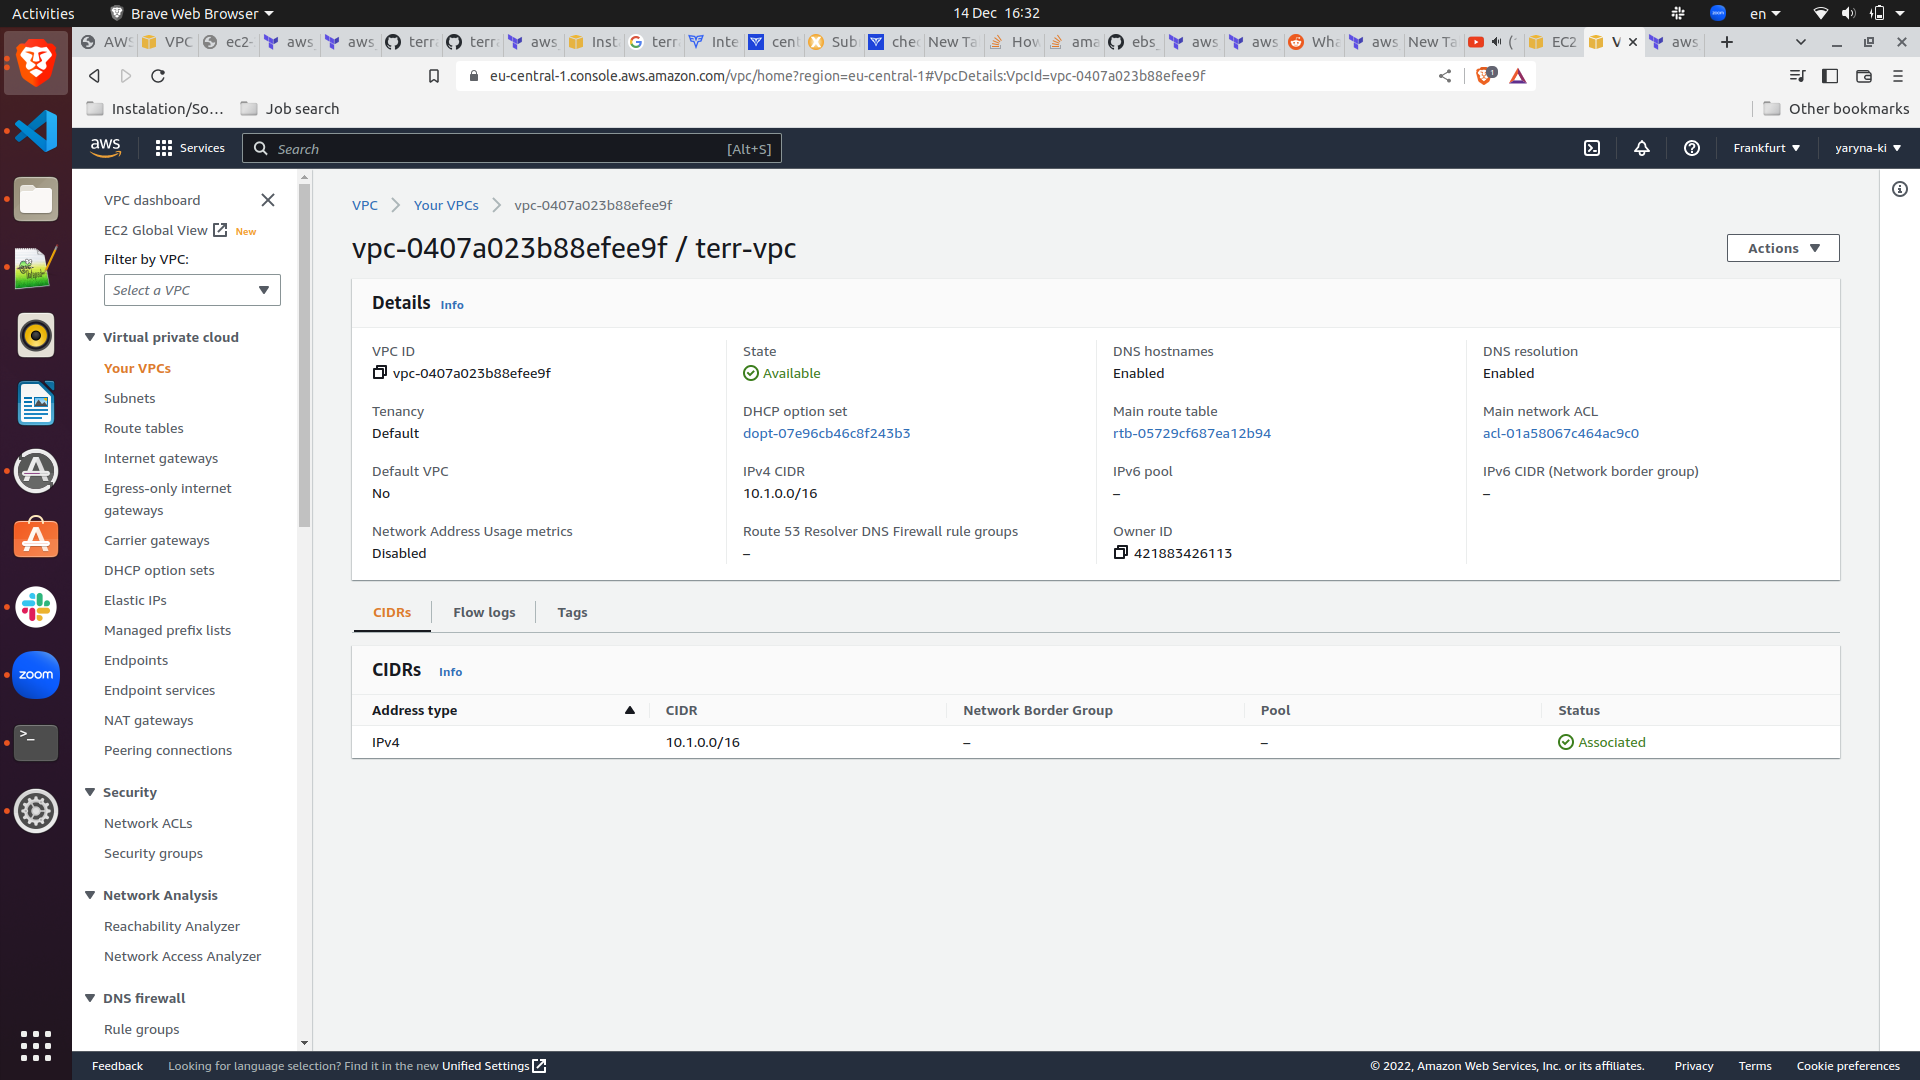 Activities
Brave Web Browser
14 Dec 16:32
zoom
en
AWS
VPC
ec2-
aws_
aws_
terra
terra
aws_
Inst
terra
Inte
cent
Sub
chec
New Ta
How
ama
ebs_
aws
aws
Wha
aws
New Ta
EC2
V
aws
eu-central-1.console.aws.amazon.com/vpc/home?region=eu-central-1#VpcDetails:VpcId=vpc-0407a023b88efee9f
1
Instalation/So…
Job search
Other bookmarks
aws
Services
Search
[Alt+S]
Frankfurt
yaryna-ki
VPC dashboard
EC2 Global View New
Filter by VPC:
Select a VPC
Virtual private cloud
Your VPCs
Subnets
Route tables
Internet gateways
Egress-only internet
gateways
Carrier gateways
DHCP option sets
Elastic IPs
Managed prefix lists
Endpoints
Endpoint services
NAT gateways
Peering connections
Security
Network ACLs
Security groups
Network Analysis
Reachability Analyzer
Network Access Analyzer
DNS firewall
Rule groups
VPC
Your VPCs
vpc-0407a023b88efee9f
vpc-0407a023b88efee9f / terr-vpc
Actions
Details Info
VPC ID
vpc-0407a023b88efee9f
State
Available
DNS hostnames
Enabled
DNS resolution
Enabled
Tenancy
Default
DHCP option set
dopt-07e96cb46c8f243b3
Main route table
rtb-05729cf687ea12b94
Main network ACL
acl-01a58067c464ac9c0
Default VPC
No
IPv4 CIDR
10.1.0.0/16
IPv6 pool
–
IPv6 CIDR (Network border group)
–
Network Address Usage metrics
Disabled
Route 53 Resolver DNS Firewall rule groups
–
Owner ID
421883426113
CIDRs
Flow logs
Tags
CIDRs Info
Address type
CIDR
Network Border Group
Pool
Status
IPv4
10.1.0.0/16
–
–
Associated
zoom
>_
Feedback
Looking for language selection? Find it in the new Unified Settings
© 2022, Amazon Web Services, Inc. or its affiliates.
Privacy
Terms
Cookie preferences